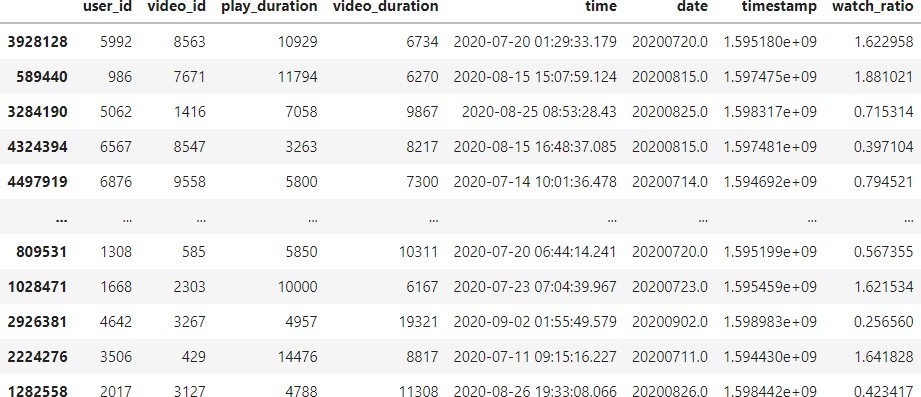 user_id video_id play_duration video_duration time date timestamp watch_ratio
3928128 5992 8563 10929 6734 2020-07-20 01:29:33.179 20200720.0 1.595180e+09 1.622958
589440 986 7671 11794 6270 2020-08-15 15:07:59.124 20200815.0 1.597475e+09 1.881021
3284190 5062 1416 7058 9867 2020-08-25 08:53:28.43 20200825.0 1.598317e+09 0.715314
4324394 6567 8547 3263 8217 2020-08-15 16:48:37.085 20200815.0 1.597481e+09 0.397104
4497919 6876 9558 5800 7300 2020-07-14 10:01:36.478 20200714.0 1.594692e+09 0.794521
... ... ... ... ... ... ... ... ...
809531 1308 585 5850 10311 2020-07-20 06:44:14.241 20200720.0 1.595199e+09 0.567355
1028471 1668 2303 10000 6167 2020-07-23 07:04:39.967 20200723.0 1.595459e+09 1.621534
2926381 4642 3267 4957 19321 2020-09-02 01:55:49.579 20200902.0 1.598983e+09 0.256560
2224276 3506 429 14476 8817 2020-07-11 09:15:16.227 20200711.0 1.594430e+09 1.641828
1282558 2017 3127 4788 11308 2020-08-26 19:33:08.066 20200826.0 1.598442e+09 0.423417